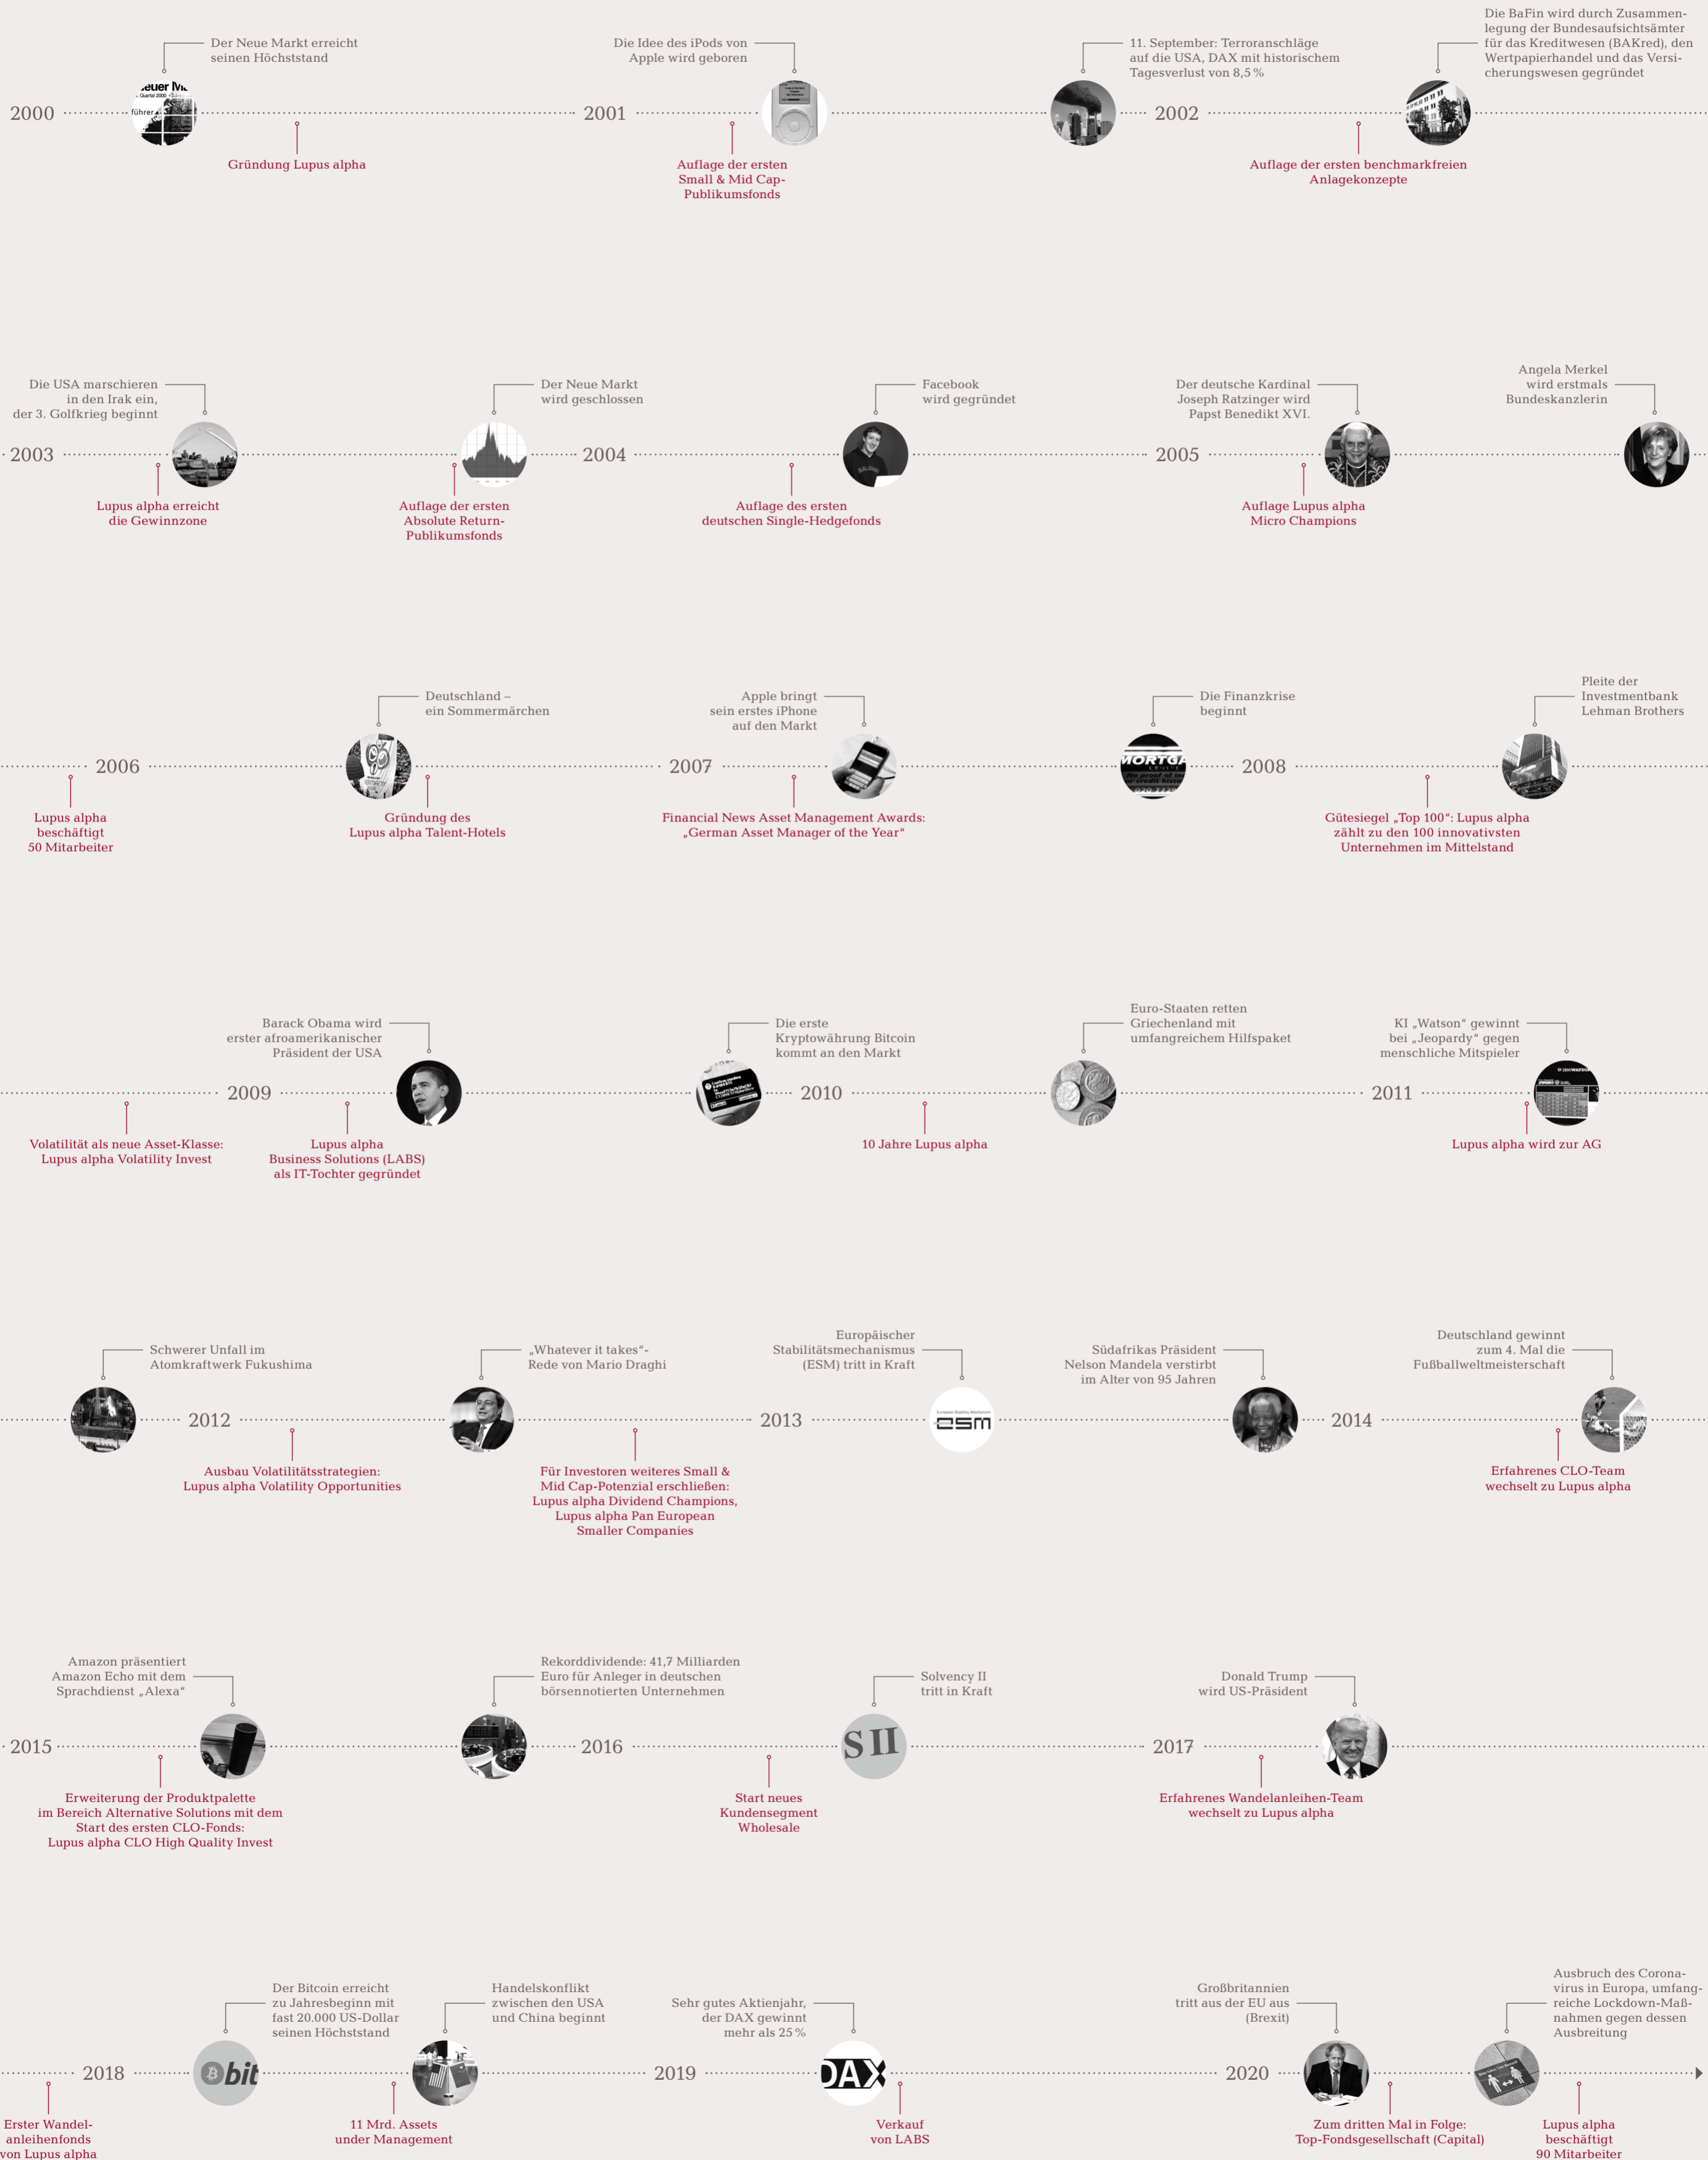 Der Neue Markt erreicht
seinen Höchststand
Die Idee des iPods von
Apple wird geboren
11. September: Terroranschläge
auf die USA, DAX mit historischem
Tagesverlust von 8,5 %
Die BaFin wird durch Zusammen-
legung der Bundesaufsichtsämter
für das Kreditwesen (BAKred), den
Wertpapierhandel und das Versi-
cherungswesen gegründet
euer
Quartal 2000
führer
2000
2001
2002
Gründung Lupus alpha
Auflage der ersten
Small & Mid Cap-
Publikumsfonds
Auflage der ersten benchmarkfreien
Anlagekonzepte
Die USA marschieren
in den Irak ein,
der 3. Golfkrieg beginnt
Der Neue Markt
wird geschlossen
Facebook
wird gegründet
Der deutsche Kardinal
Joseph Ratzinger wird
Papst Benedikt XVI.
Angela Merkel
wird erstmals
Bundeskanzlerin
2003
2004
2005
Lupus alpha erreicht
die Gewinnzone
Auflage der ersten
Absolute Return-
Publikumsfonds
Auflage des ersten
deutschen Single-Hedgefonds
Auflage Lupus alpha
Micro Champions
Deutschland –
ein Sommermärchen
Apple bringt
sein erstes iPhone
auf den Markt
Die Finanzkrise
beginnt
Pleite der
Investmentbank
Lehman Brothers
2006
2007
MORTGA
No proof of in
or credit histo
2008
Lupus alpha
beschäftigt
50 Mitarbeiter
Gründung des
Lupus alpha Talent-Hotels
Financial News Asset Management Awards:
„German Asset Manager of the Year“
Gütesiegel „Top 100“: Lupus alpha
zählt zu den 100 innovativsten
Unternehmen im Mittelstand
Barack Obama wird
erster afroamerikanischer
Präsident der USA
Die erste
Kryptowährung Bitcoin
kommt an den Markt
Euro-Staaten retten
Griechenland mit
umfangreichem Hilfspaket
KI „Watson“ gewinnt
bei „Jeopardy“ gegen
menschliche Mitspieler
2009
2010
2011
Volatilität als neue Asset-Klasse:
Lupus alpha Volatility Invest
Lupus alpha
Business Solutions (LABS)
als IT-Tochter gegründet
10 Jahre Lupus alpha
Lupus alpha wird zur AG
Schwerer Unfall im
Atomkraftwerk Fukushima
„Whatever it takes“-
Rede von Mario Draghi
Europäischer
Stabilitätsmechanismus
(ESM) tritt in Kraft
Südafrikas Präsident
Nelson Mandela verstirbt
im Alter von 95 Jahren
Deutschland gewinnt
zum 4. Mal die
Fußballweltmeisterschaft
2012
2013
European Stability Mechanism
esm
2014
Ausbau Volatilitätsstrategien:
Lupus alpha Volatility Opportunities
Für Investoren weiteres Small &
Mid Cap-Potenzial erschließen:
Lupus alpha Dividend Champions,
Lupus alpha Pan European
Smaller Companies
Erfahrenes CLO-Team
wechselt zu Lupus alpha
Amazon präsentiert
Amazon Echo mit dem
Sprachdienst „Alexa“
Rekorddividende: 41,7 Milliarden
Euro für Anleger in deutschen
börsennotierten Unternehmen
Solvency II
tritt in Kraft
Donald Trump
wird US-Präsident
2015
2016
S II
2017
Erweiterung der Produktpalette
im Bereich Alternative Solutions mit dem
Start des ersten CLO-Fonds:
Lupus alpha CLO High Quality Invest
Start neues
Kundensegment
Wholesale
Erfahrenes Wandelanleihen-Team
wechselt zu Lupus alpha
Der Bitcoin erreicht
zu Jahresbeginn mit
fast 20.000 US-Dollar
seinen Höchststand
Handelskonflikt
zwischen den USA
und China beginnt
Sehr gutes Aktienjahr,
der DAX gewinnt
mehr als 25 %
Großbritannien
tritt aus der EU aus
(Brexit)
Ausbruch des Corona-
virus in Europa, umfang-
reiche Lockdown-Maß-
nahmen gegen dessen
Ausbreitung
2018
bit
2019
DAX
2020
Erster Wandel-
anleihenfonds
von Lupus alpha
11 Mrd. Assets
under Management
Verkauf
von LABS
Zum dritten Mal in Folge:
Top-Fondsgesellschaft (Capital)
Lupus alpha
beschäftigt
90 Mitarbeiter